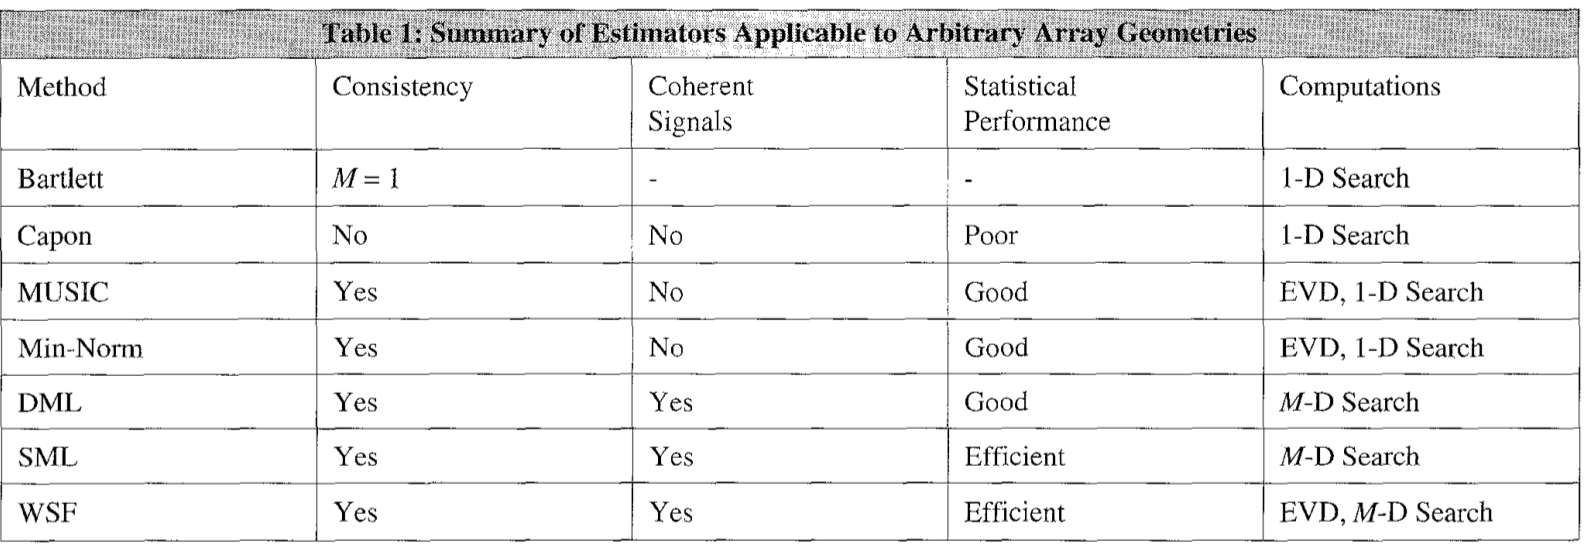 Table 1: Summary of Estimators Applicable to Arbitrary Array Geometries
Method Consistency Coherent Signals Statistical Performance Computations
Bartlett M = 1 - - 1-D Search
Capon No No Poor 1-D Search
MUSIC Yes No Good EVD, 1-D Search
Min-Norm Yes No Good EVD, 1-D Search
DML Yes Yes Good M-D Search
SML Yes Yes Efficient M-D Search
WSF Yes Yes Efficient EVD, M-D Search